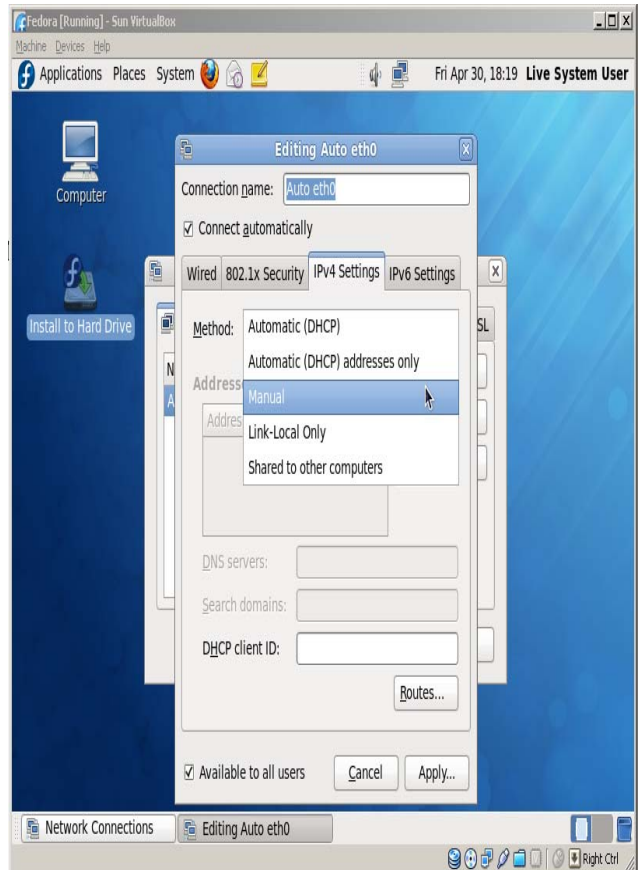 Fedora [Running] - Sun VirtualBox
Machine Devices Help
Applications Places System Fri Apr 30, 18:19 Live System User
Computer
Install to Hard Drive
Editing Auto eth0
Connection name: Auto eth0
Connect automatically
Wired 802.1x Security IPv4 Settings IPv6 Settings
SL
Method: Automatic (DHCP)
Automatic (DHCP) addresses only
Manual
Link-Local Only
Shared to other computers
N
A
Addresse
Addres
DNS servers:
Search domains:
DHCP client ID:
Routes...
Available to all users Cancel Apply...
Network Connections Editing Auto eth0
Right Ctrl